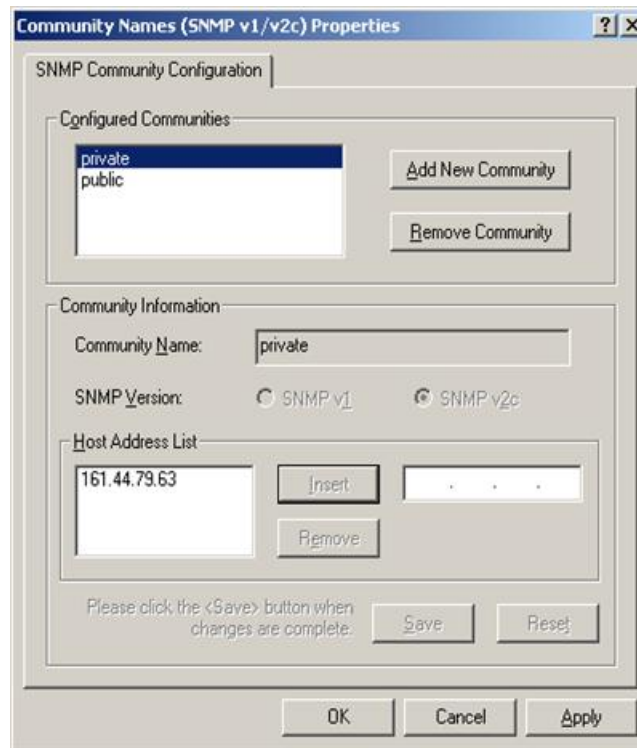 Community Names (SNMP v1/v2c) Properties
SNMP Community Configuration
Configured Communities
private
public
Add New Community
Remove Community
Community Information
Community Name:
private
SNMP Version:
SNMP v1
SNMP v2c
Host Address List
161.44.79.63
Insert
. . .
Remove
Please click the <Save> button when
changes are complete.
Save
Reset
OK
Cancel
Apply